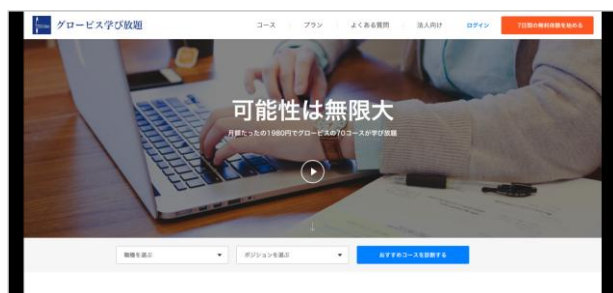 グロービス学び放題
コース
プラン
よくある質問
法人向け
ログイン
7日間の無料体験を始める
可能性は無限大
月額たったの1980円でグロービスの70コースが学び放題
職種を選ぶ
ポジションを選ぶ
おすすめコースを診断する